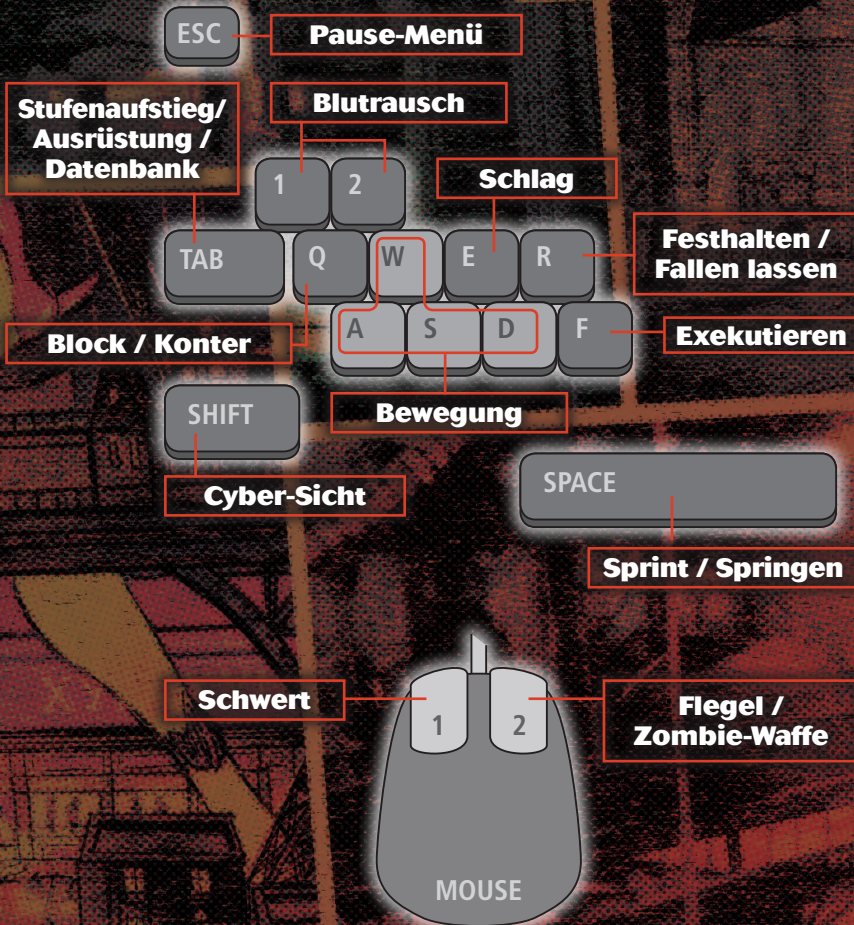 ESC
Pause-Menü
Stufenaufstieg/
Ausrüstung /
Datenbank
Blutrausch
1
2
Schlag
TAB
Q
W
E
R
Festhalten /
Fallen lassen
A
S
D
F
Block / Konter
Exekutieren
SHIFT
Bewegung
Cyber-Sicht
SPACE
Sprint / Springen
Schwert
1
2
Flegel /
Zombie-Waffe
MOUSE